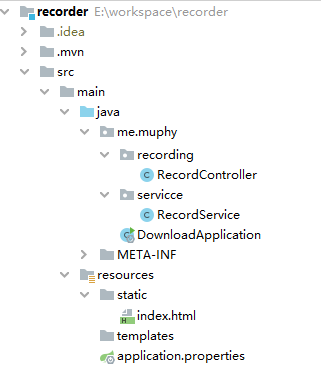 recorder E:\workspace\recorder
.idea
.mvn
src
main
java
me.muphy
recording
RecordController
servicce
RecordService
DownloadApplication
META-INF
resources
static
index.html
templates
application.properties